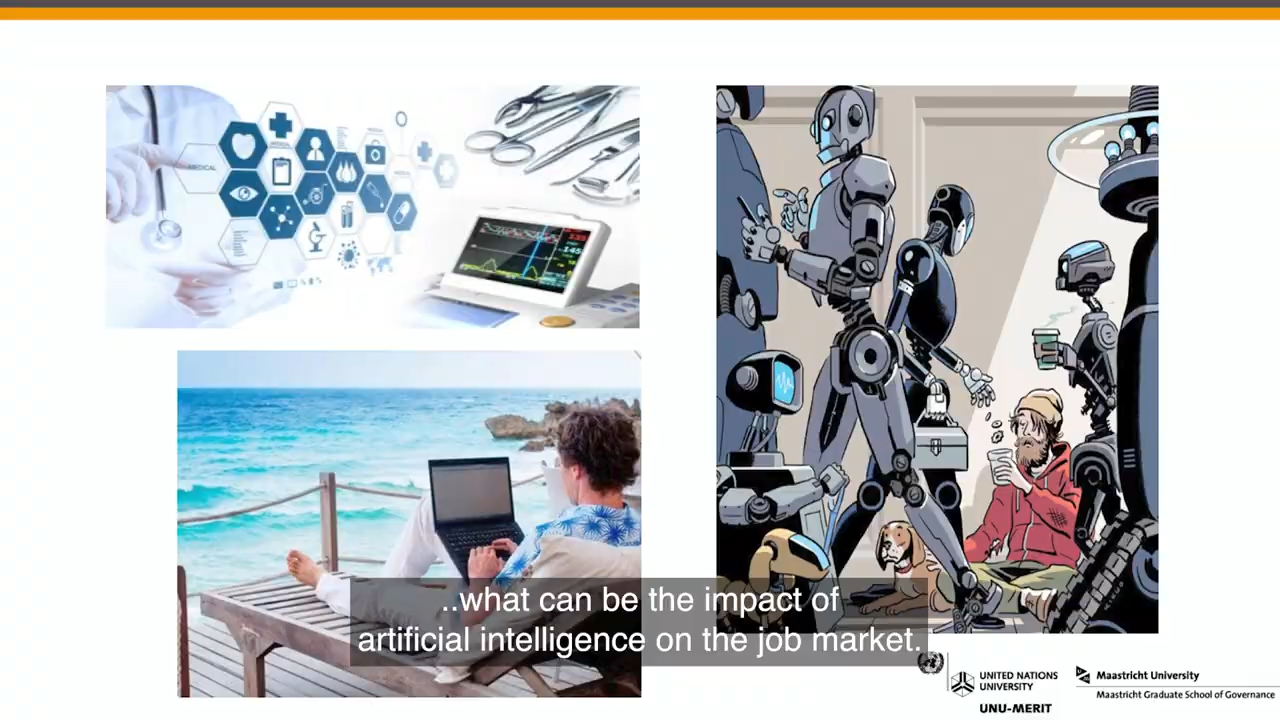 MEDICAL
..what can be the impact of
artificial intelligence on the job market.
UNITED NATIONS
UNIVERSITY
UNU-MERIT
Maastricht University
Maastricht Graduate School of Governance